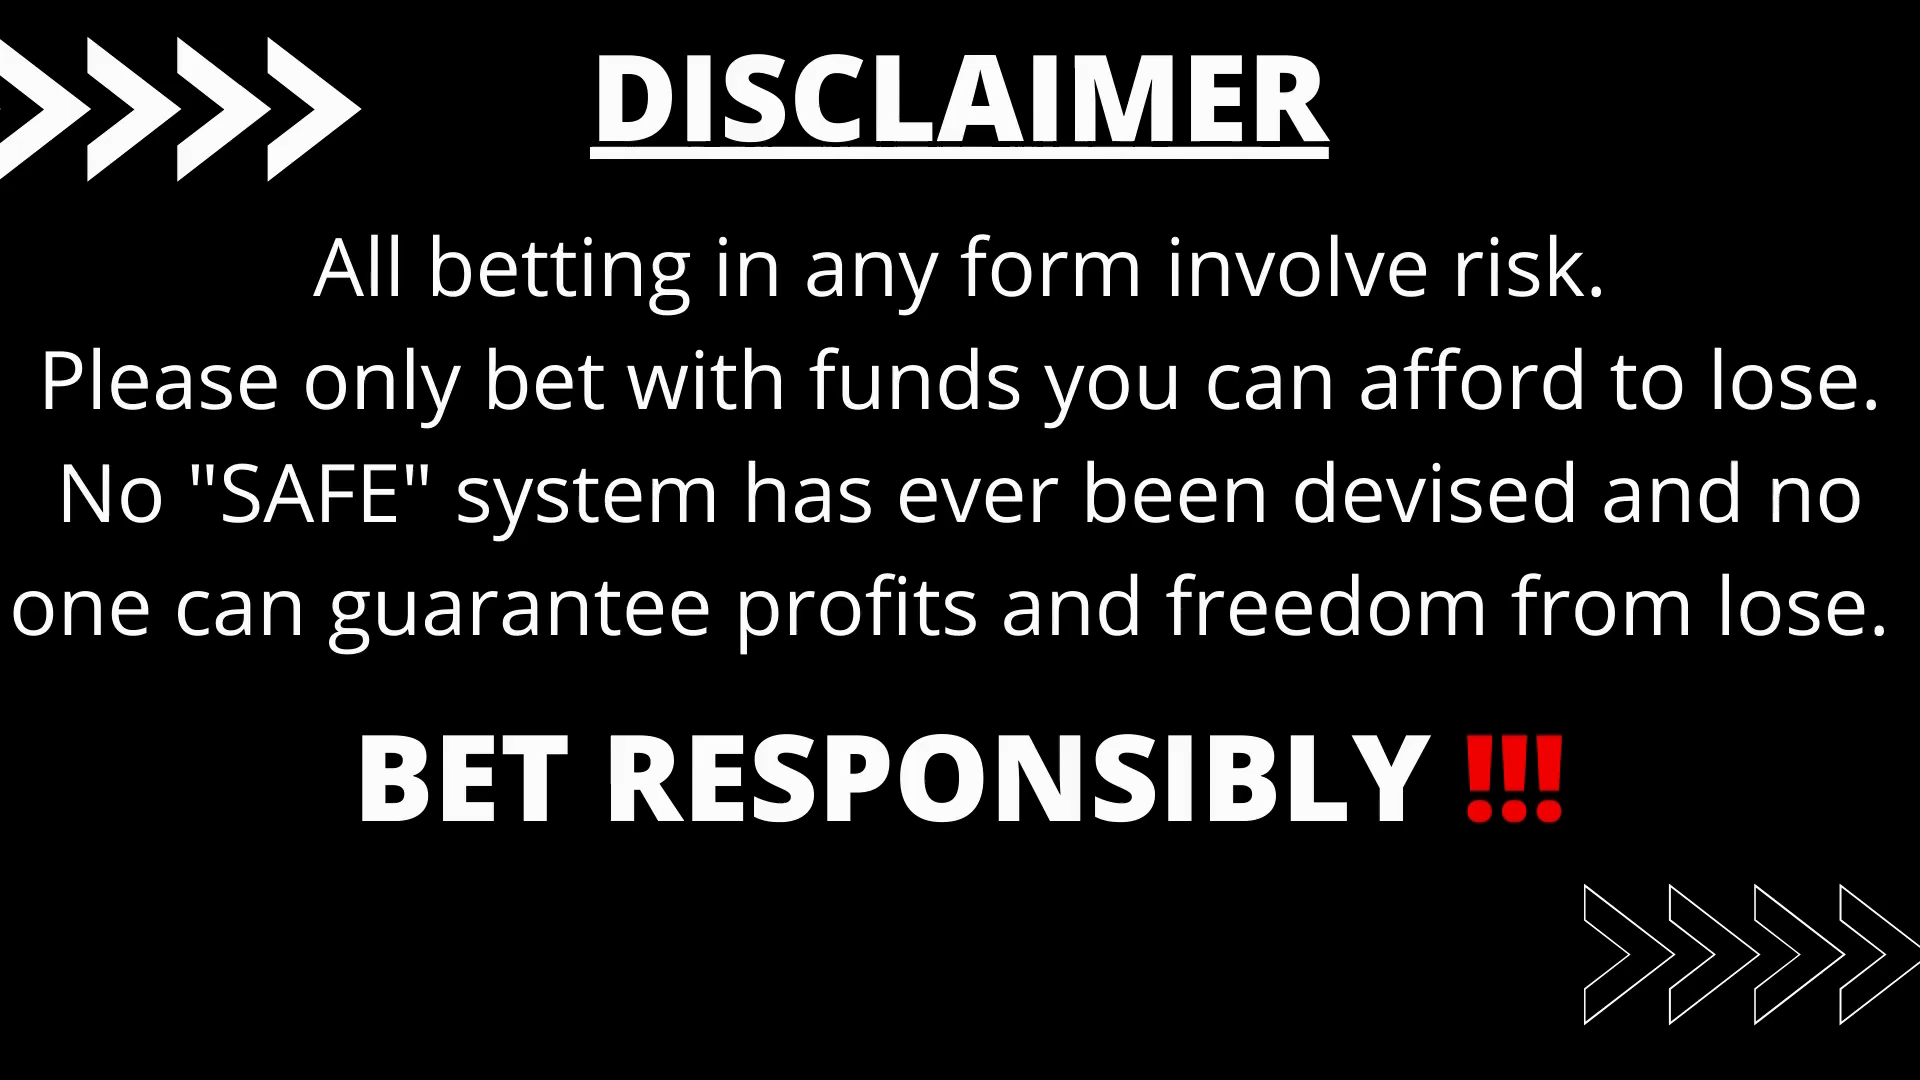 DISCLAIMER
All betting in any form involve risk.
Please only bet with funds you can afford to lose.
No "SAFE" system has ever been devised and no
one can guarantee profits and freedom from lose.
BET RESPONSIBLY !!!